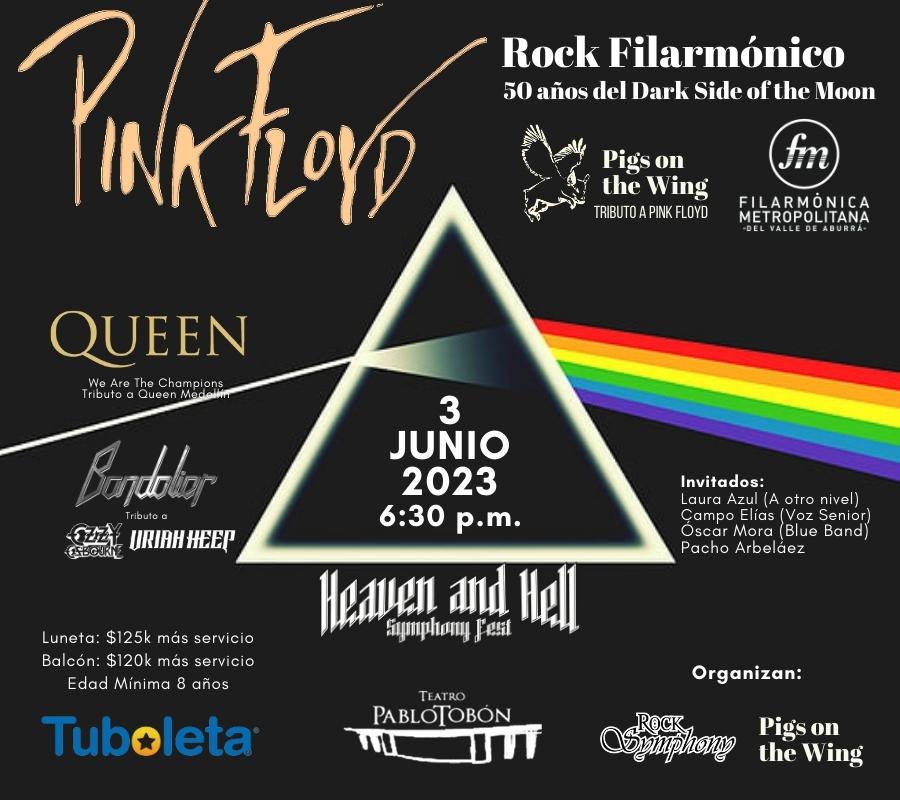 PINK FLOYD
Rock Filarmónico
50 años del Dark Side of the Moon
Pigs on
the Wing
TRIBUTO A PINK FLOYD
fm
FILARMÓNICA
METROPOLITANA
-DEL VALLE DE ABURRÁ-
QUEEN
We Are The Champions
Tributo a Queen Medellín
Bandolier
Tributo a
OZZY
OSBOURNE
URIAH HEEP
3
JUNIO
2023
6:30 p.m.
Invitados:
Laura Azul (A otro nivel)
Campo Elías (Voz Senior)
Óscar Mora (Blue Band)
Pacho Arbeláez
Heaven and Hell
Symphony Fest
Luneta: $125k más servicio
Balcón: $120k más servicio
Edad Mínima 8 años
Tuboleta
TEATRO
PABLOTOBÓN
Organizan:
ROCK
Symphony
Pigs on
the Wing